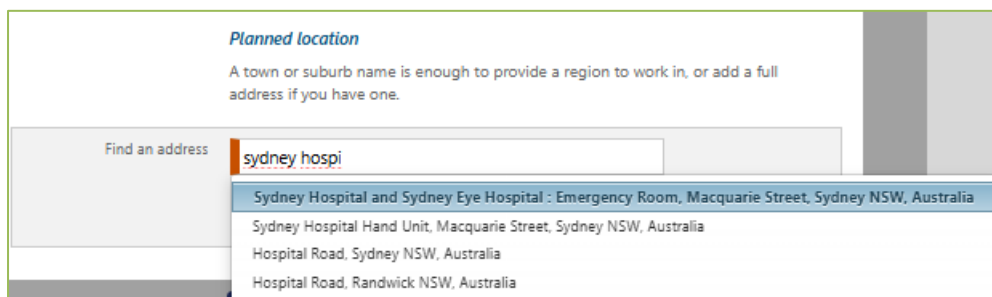 Planned location
A town or suburb name is enough to provide a region to work in, or add a full
address if you have one.
Find an address
sydney hospi
Sydney Hospital and Sydney Eye Hospital : Emergency Room, Macquarie Street, Sydney NSW, Australia
Sydney Hospital Hand Unit, Macquarie Street, Sydney NSW, Australia
Hospital Road, Sydney NSW, Australia
Hospital Road, Randwick NSW, Australia